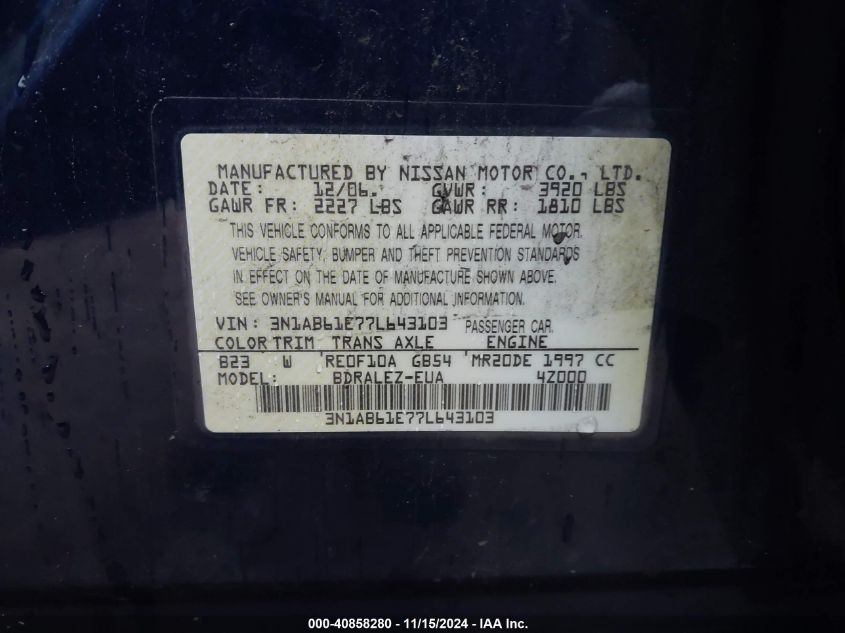 MANUFACTURED BY NISSAN MOTOR CO., LTD.
DATE: 12/06. GVWR: 3920 LBS
GAWR FR: 2227 LBS GAWR RR: 1810 LBS
THIS VEHICLE CONFORMS TO ALL APPLICABLE FEDERAL MOTOR
VEHICLE SAFETY, BUMPER AND THEFT PREVENTION STANDARDS
IN EFFECT ON THE DATE OF MANUFACTURE SHOWN ABOVE.
SEE OWNER'S MANUAL FOR ADDITIONAL INFORMATION.
VIN: 3N1AB61E77L643103 PASSENGER CAR
COLOR TRIM TRANS AXLE ENGINE
B23 W RE0F10A GB54 MR20DE 1997 CC
MODEL: BDRALEZ-EUA 4Z000
3N1AB61E77L643103
000-40858280 - 11/15/2024 - IAA Inc.